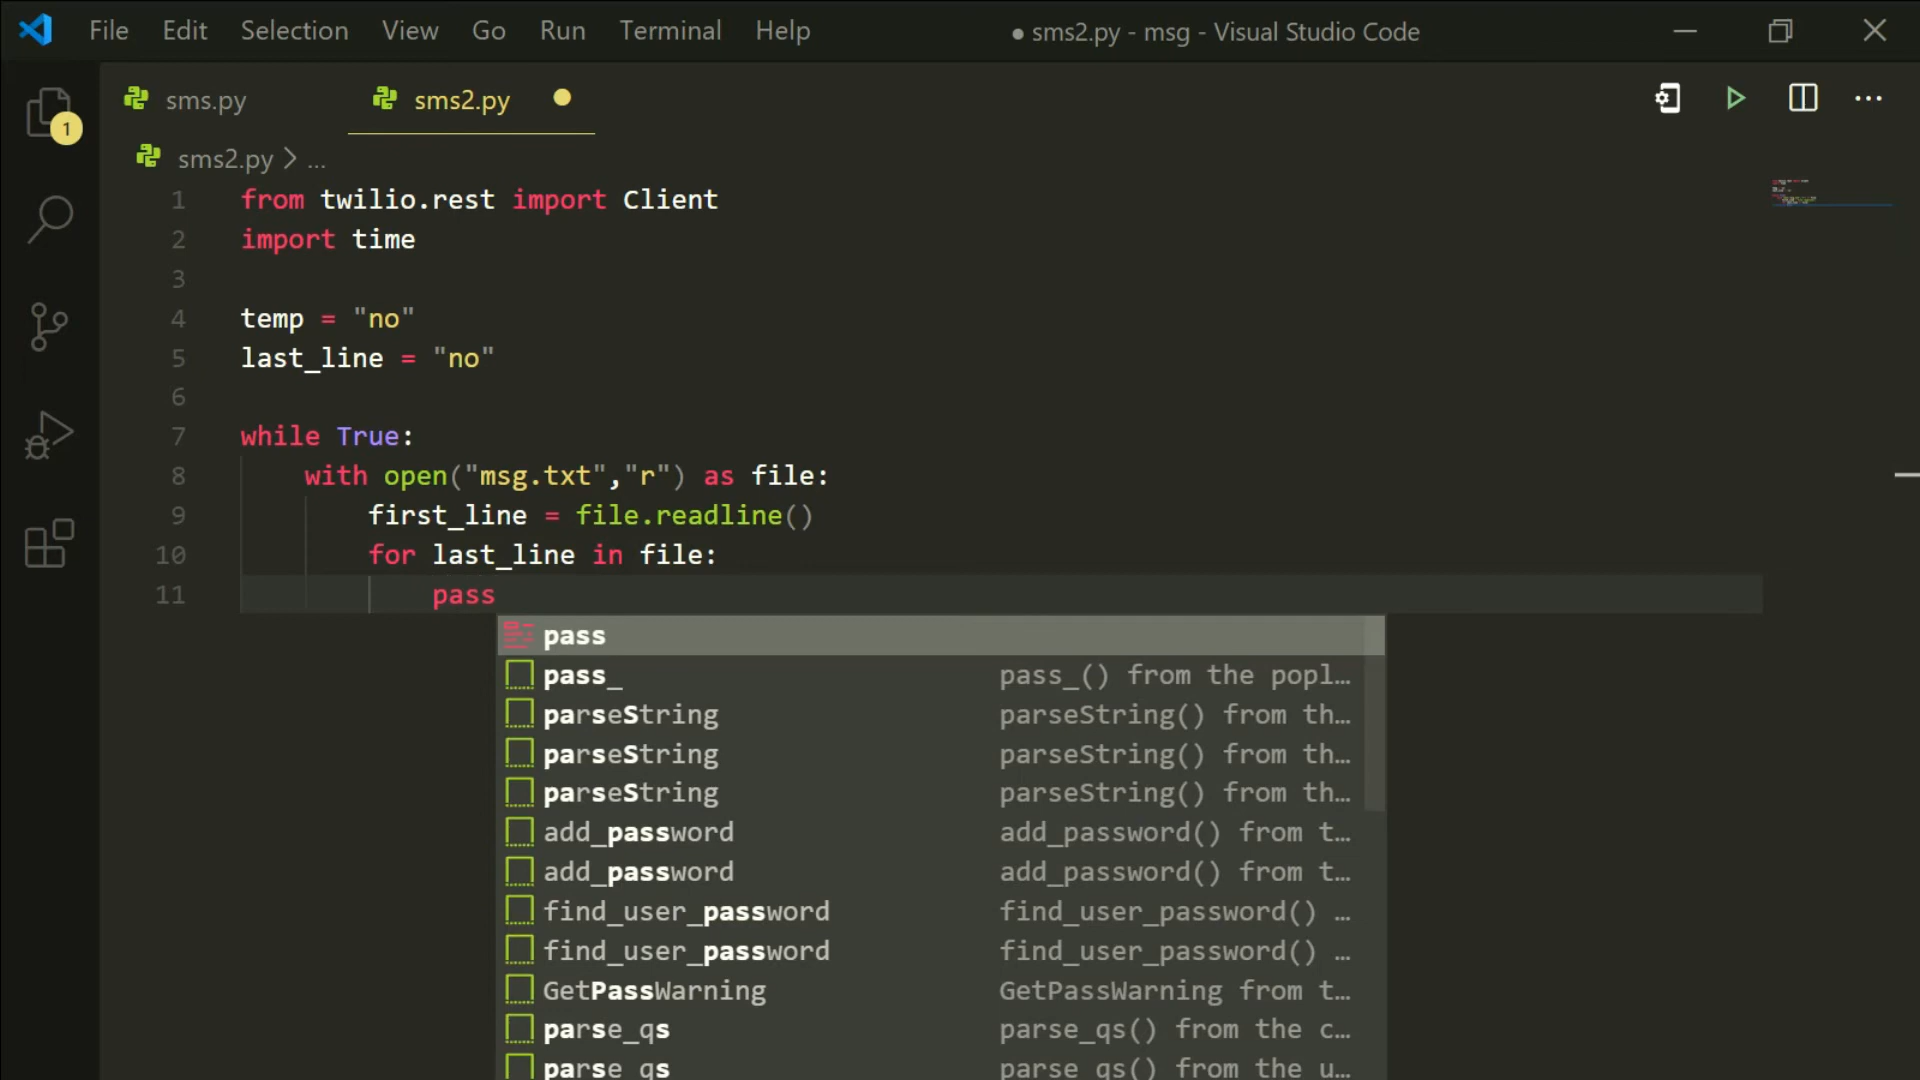 File Edit Selection View Go Run Terminal Help ● sms2.py - msg - Visual Studio Code
sms.py sms2.py
1
sms2.py > ...
1 from twilio.rest import Client
2 import time
3
4 temp = "no"
5 last_line = "no"
6
7 while True:
8 with open("msg.txt","r") as file:
9 first_line = file.readline()
10 for last_line in file:
11 pass
pass
pass_ pass_() from the popl…
parseString parseString() from th…
parseString parseString() from th…
parseString parseString() from th…
add_password add_password() from t…
add_password add_password() from t…
find_user_password find_user_password() …
find_user_password find_user_password() …
GetPassWarning GetPassWarning from t…
parse_qs parse_qs() from the c…
parse_qs parse_qs() from the u…